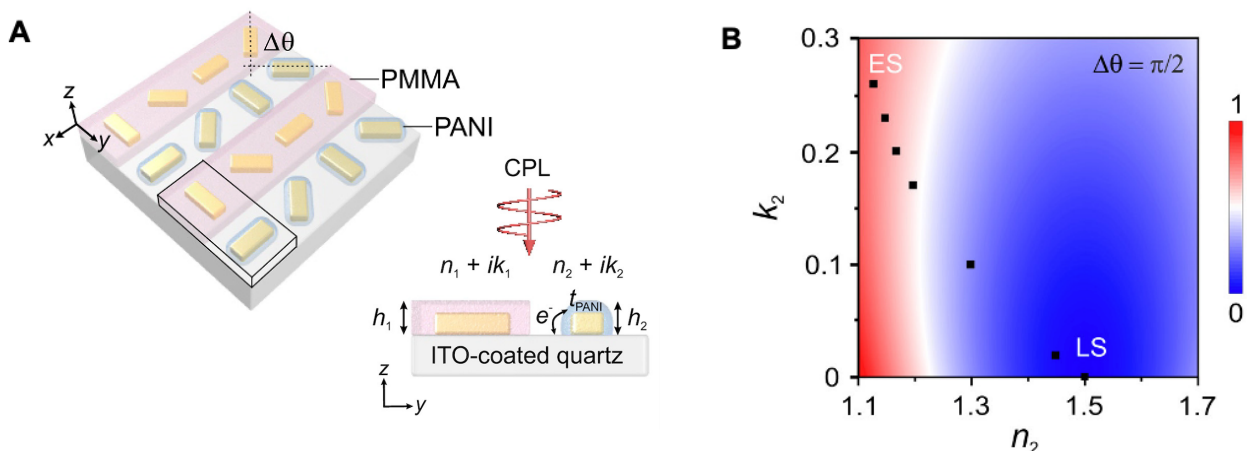 A
Δθ
PMMA
PANI
z
x
y
CPL
n₁ + ik₁
n₂ + ik₂
h₁
e⁻
tPANI
h₂
ITO-coated quartz
z
y
B
0.3
ES
Δθ = π/2
0.2
k₂
0.1
LS
0
1.1
1.3
1.5
1.7
n₂
1
0